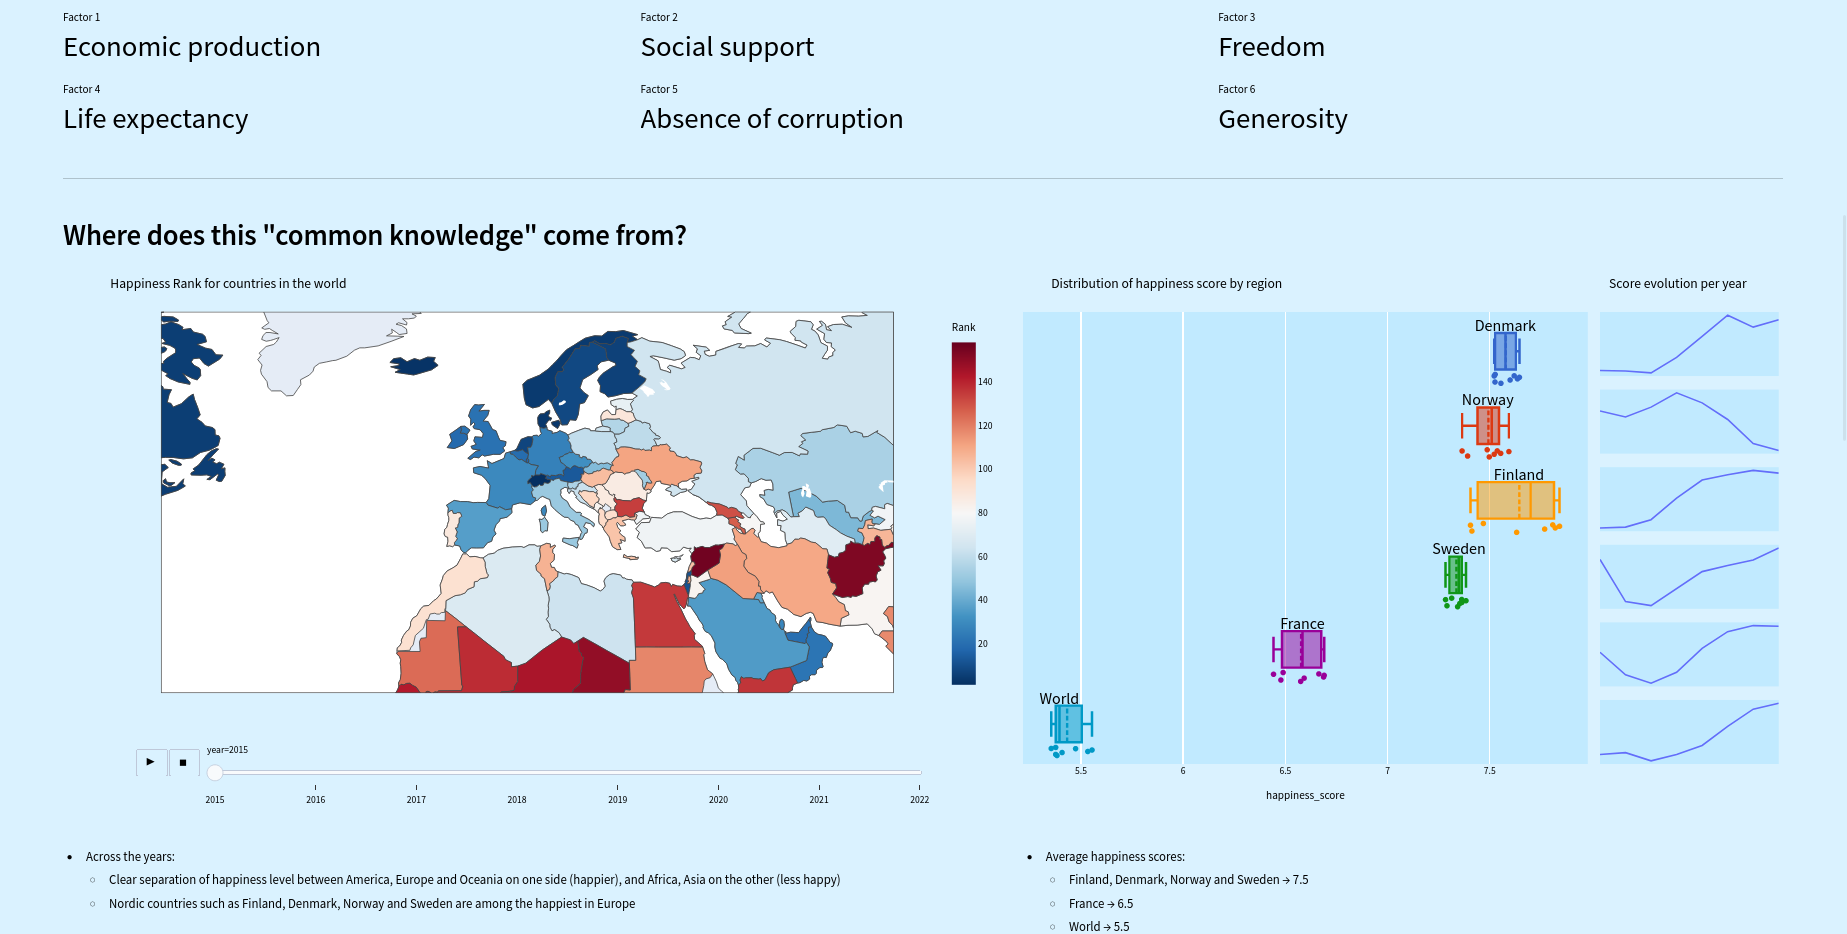 Factor 1
Economic production
Factor 2
Social support
Factor 3
Freedom
Factor 4
Life expectancy
Factor 5
Absence of corruption
Factor 6
Generosity
Where does this "common knowledge" come from?
Happiness Rank for countries in the world
Rank
140
120
100
80
60
40
20
year=2015
2015 2016 2017 2018 2019 2020 2021 2022
Distribution of happiness score by region
Denmark
Norway
Finland
Sweden
France
World
5.5 6 6.5 7 7.5
happiness_score
Score evolution per year
• Across the years:
○ Clear separation of happiness level between America, Europe and Oceania on one side (happier), and Africa, Asia on the other (less happy)
○ Nordic countries such as Finland, Denmark, Norway and Sweden are among the happiest in Europe
• Average happiness scores:
○ Finland, Denmark, Norway and Sweden → 7.5
○ France → 6.5
○ World → 5.5